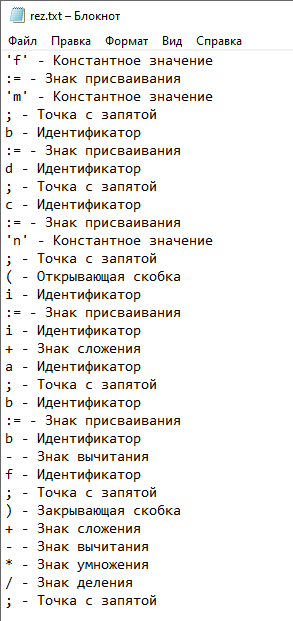 rez.txt – Блокнот
Файл Правка Формат Вид Справка
'f' - Константное значение
:= - Знак присваивания
'm' - Константное значение
; - Точка с запятой
b - Идентификатор
:= - Знак присваивания
d - Идентификатор
; - Точка с запятой
c - Идентификатор
:= - Знак присваивания
'n' - Константное значение
; - Точка с запятой
( - Открывающая скобка
i - Идентификатор
:= - Знак присваивания
i - Идентификатор
+ - Знак сложения
a - Идентификатор
; - Точка с запятой
b - Идентификатор
:= - Знак присваивания
b - Идентификатор
- - Знак вычитания
f - Идентификатор
; - Точка с запятой
) - Закрывающая скобка
+ - Знак сложения
- - Знак вычитания
* - Знак умножения
/ - Знак деления
; - Точка с запятой